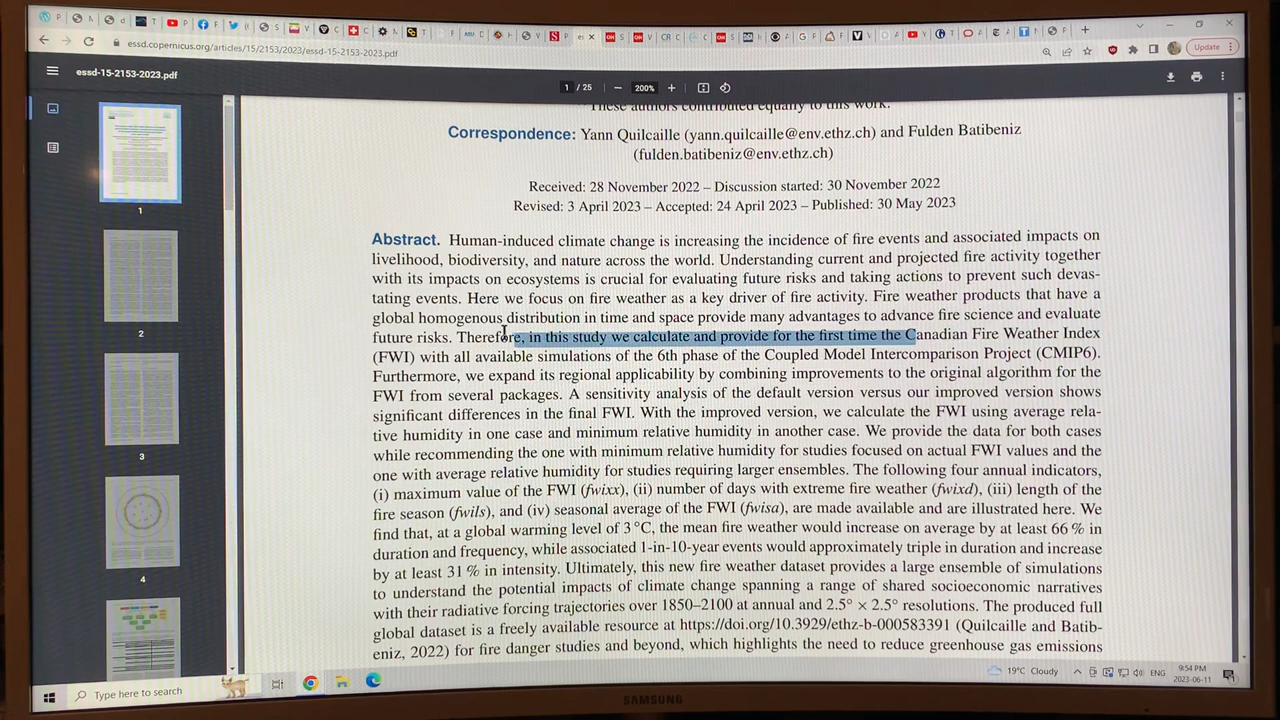 essd.copernicus.org/articles/15/2153/2023/essd-15-2153-2023.pdf
Update
essd-15-2153-2023.pdf
1 / 25
200%
These authors contributed equally to this work.
Correspondence: Yann Quilcaille (yann.quilcaille@env.ethz.ch) and Fulden Batibeniz
(fulden.batibeniz@env.ethz.ch)
Received: 28 November 2022 – Discussion started: 30 November 2022
Revised: 3 April 2023 – Accepted: 24 April 2023 – Published: 30 May 2023
Abstract. Human-induced climate change is increasing the incidence of fire events and associated impacts on
livelihood, biodiversity, and nature across the world. Understanding current and projected fire activity together
with its impacts on ecosystems is crucial for evaluating future risks and taking actions to prevent such devas-
tating events. Here we focus on fire weather as a key driver of fire activity. Fire weather products that have a
global homogenous distribution in time and space provide many advantages to advance fire science and evaluate
future risks. Therefore, in this study we calculate and provide for the first time the Canadian Fire Weather Index
(FWI) with all available simulations of the 6th phase of the Coupled Model Intercomparison Project (CMIP6).
Furthermore, we expand its regional applicability by combining improvements to the original algorithm for the
FWI from several packages. A sensitivity analysis of the default version versus our improved version shows
significant differences in the final FWI. With the improved version, we calculate the FWI using average rela-
tive humidity in one case and minimum relative humidity in another case. We provide the data for both cases
while recommending the one with minimum relative humidity for studies focused on actual FWI values and the
one with average relative humidity for studies requiring larger ensembles. The following four annual indicators,
(i) maximum value of the FWI (fwixx), (ii) number of days with extreme fire weather (fwixd), (iii) length of the
fire season (fwils), and (iv) seasonal average of the FWI (fwisa), are made available and are illustrated here. We
find that, at a global warming level of 3 °C, the mean fire weather would increase on average by at least 66 % in
duration and frequency, while associated 1-in-10-year events would approximately triple in duration and increase
by at least 31 % in intensity. Ultimately, this new fire weather dataset provides a large ensemble of simulations
to understand the potential impacts of climate change spanning a range of shared socioeconomic narratives
with their radiative forcing trajectories over 1850–2100 at annual and 2.5° × 2.5° resolutions. The produced full
global dataset is a freely available resource at https://doi.org/10.3929/ethz-b-000583391 (Quilcaille and Batib-
eniz, 2022) for fire danger studies and beyond, which highlights the need to reduce greenhouse gas emissions
1
2
3
4
Type here to search
19°C Cloudy
ENG
9:54 PM
2023-06-11
SAMSUNG